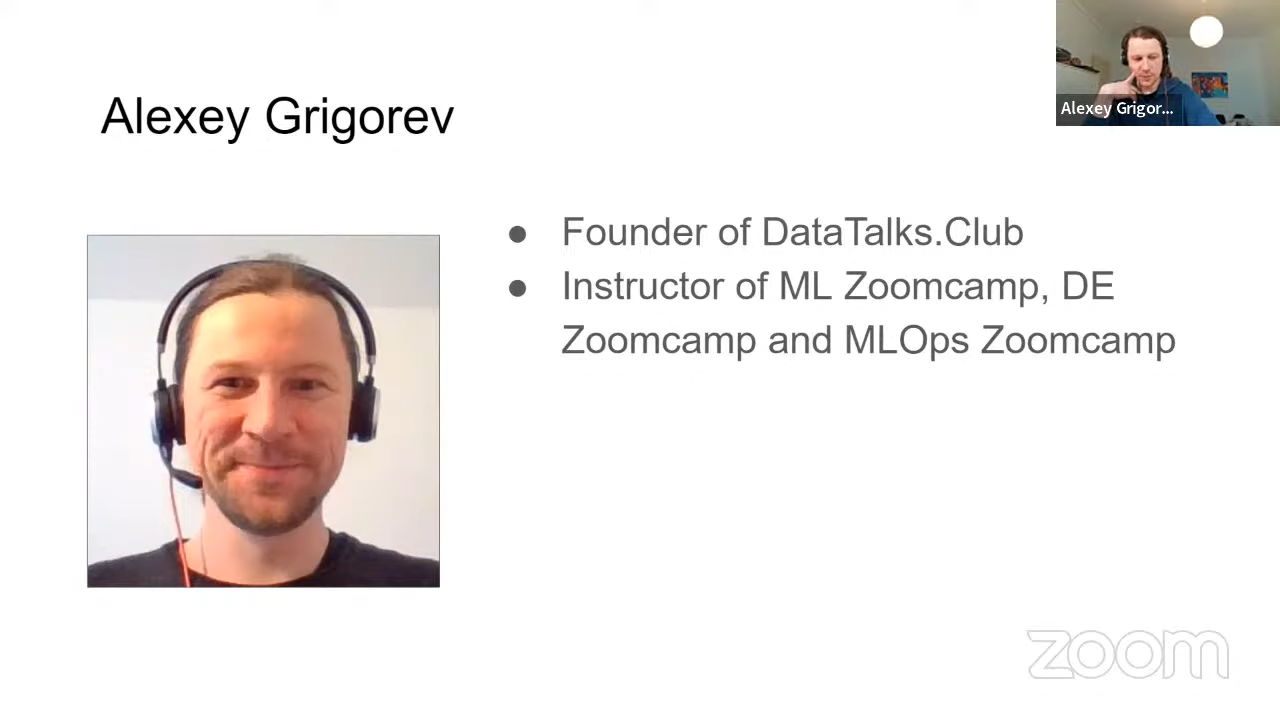 Alexey Grigorev
Alexey Grigor...
● Founder of DataTalks.Club
● Instructor of ML Zoomcamp, DE
Zoomcamp and MLOps Zoomcamp
zoom